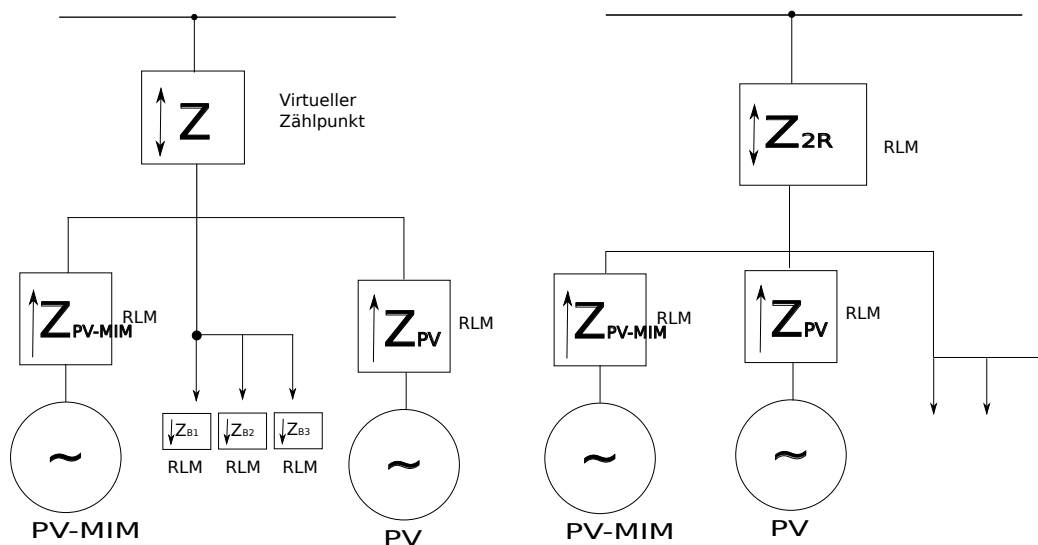 Z
Virtueller
Zählpunkt
Z2R
RLM
ZPV-MIM
RLM
ZPV
RLM
ZPV-MIM
RLM
ZPV
RLM
ZB1
ZB2
ZB3
RLM
RLM
RLM
~
~
~
~
PV-MIM
PV
PV-MIM
PV